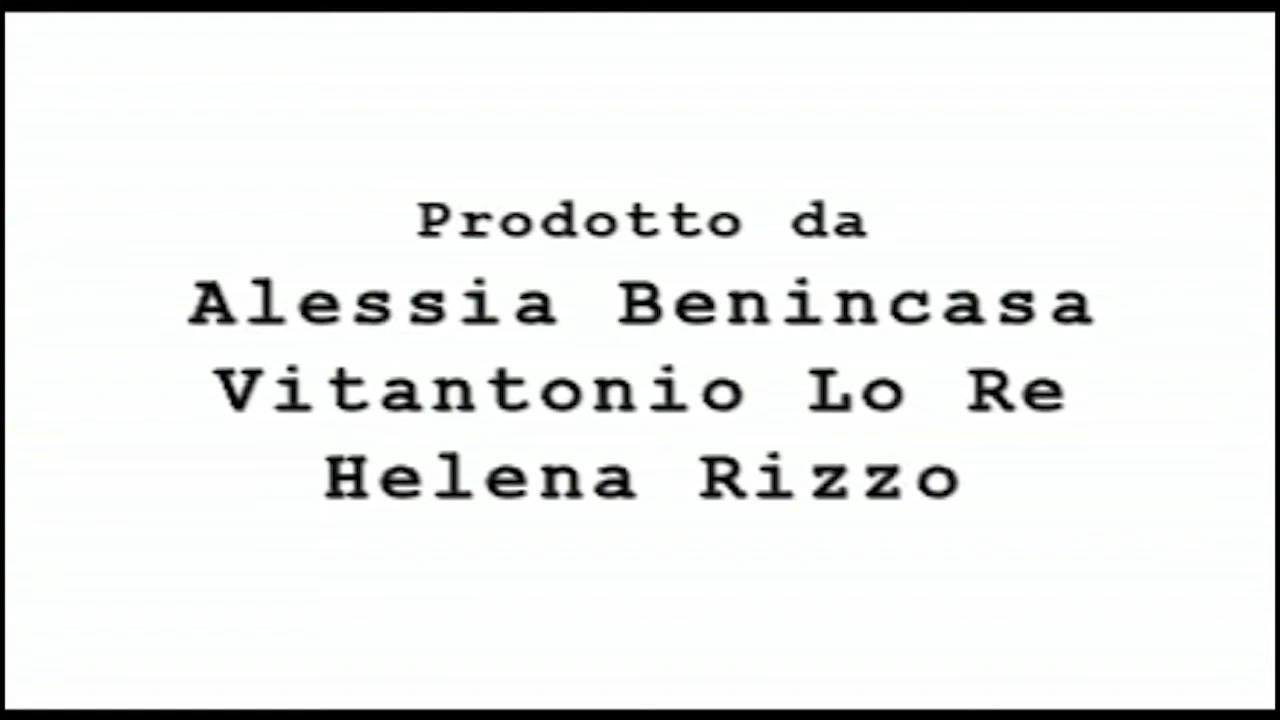 Prodotto da
Alessia Benincasa
Vitantonio Lo Re
Helena Rizzo